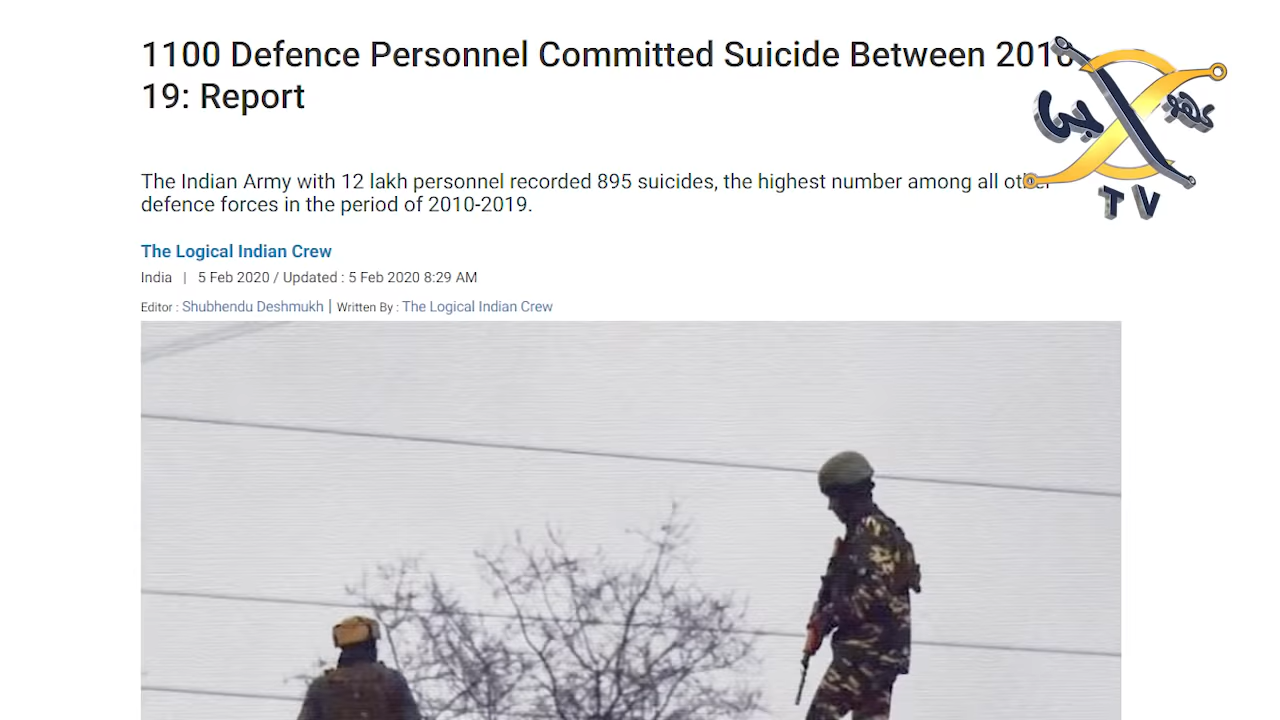 1100 Defence Personnel Committed Suicide Between 2010-
19: Report
The Indian Army with 12 lakh personnel recorded 895 suicides, the highest number among all other
defence forces in the period of 2010-2019.
The Logical Indian Crew
India | 5 Feb 2020 / Updated : 5 Feb 2020 8:29 AM
Editor : Shubhendu Deshmukh | Written By : The Logical Indian Crew
TV